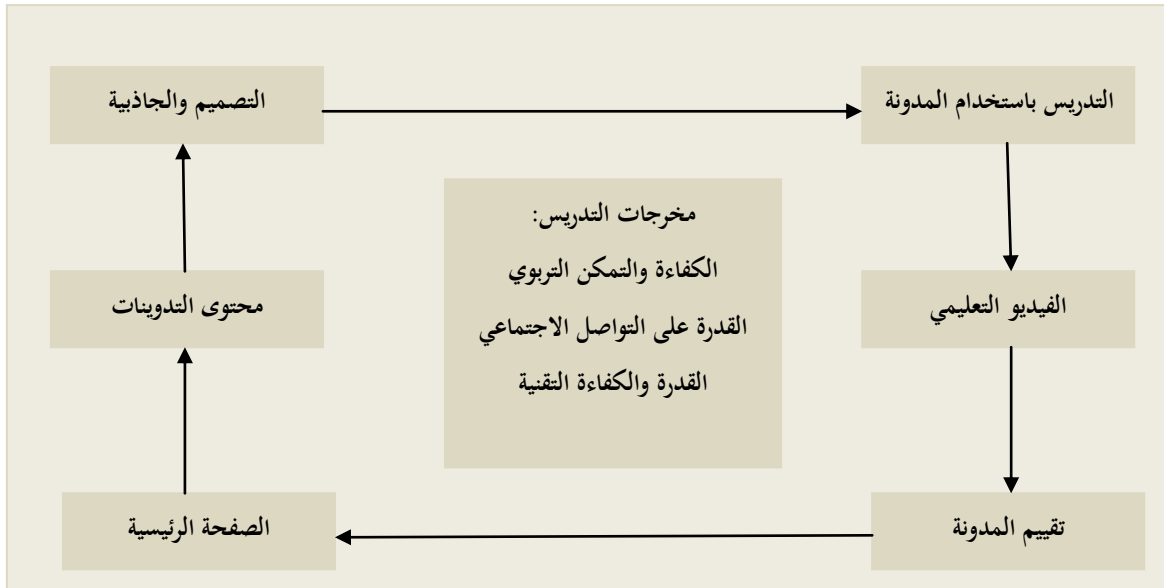 التدريس باستخدام المدونة
التصميم والجاذبية
مخرجات التدريس:
الكفاءة والتمكن التربوي
القدرة على التواصل الاجتماعي
القدرة والكفاءة التقنية
الفيديو التعليمي
محتوى التدوينات
تقييم المدونة
الصفحة الرئيسية